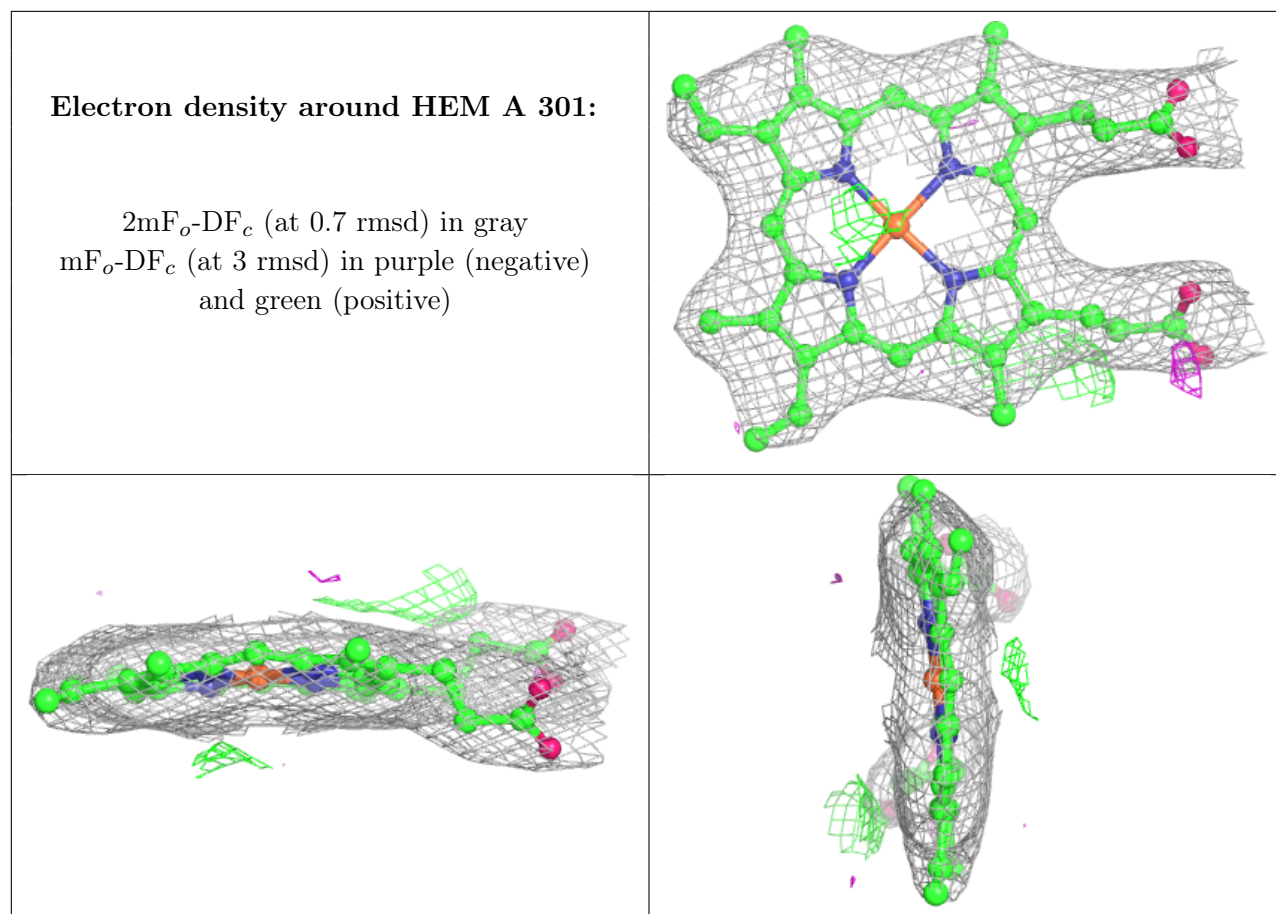 Electron density around HEM A 301:
2mFo-DFc (at 0.7 rmsd) in gray
mFo-DFc (at 3 rmsd) in purple (negative)
and green (positive)